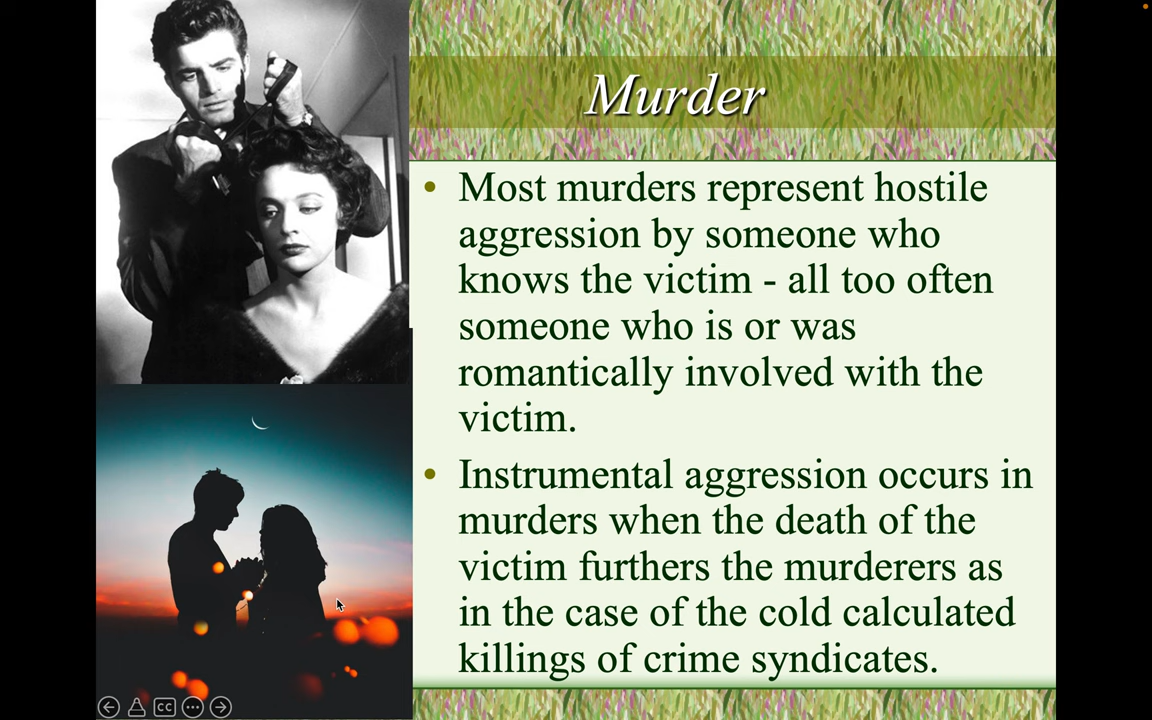 Murder
• Most murders represent hostile
aggression by someone who
knows the victim - all too often
someone who is or was
romantically involved with the
victim.
• Instrumental aggression occurs in
murders when the death of the
victim furthers the murderers as
in the case of the cold calculated
killings of crime syndicates.
CC